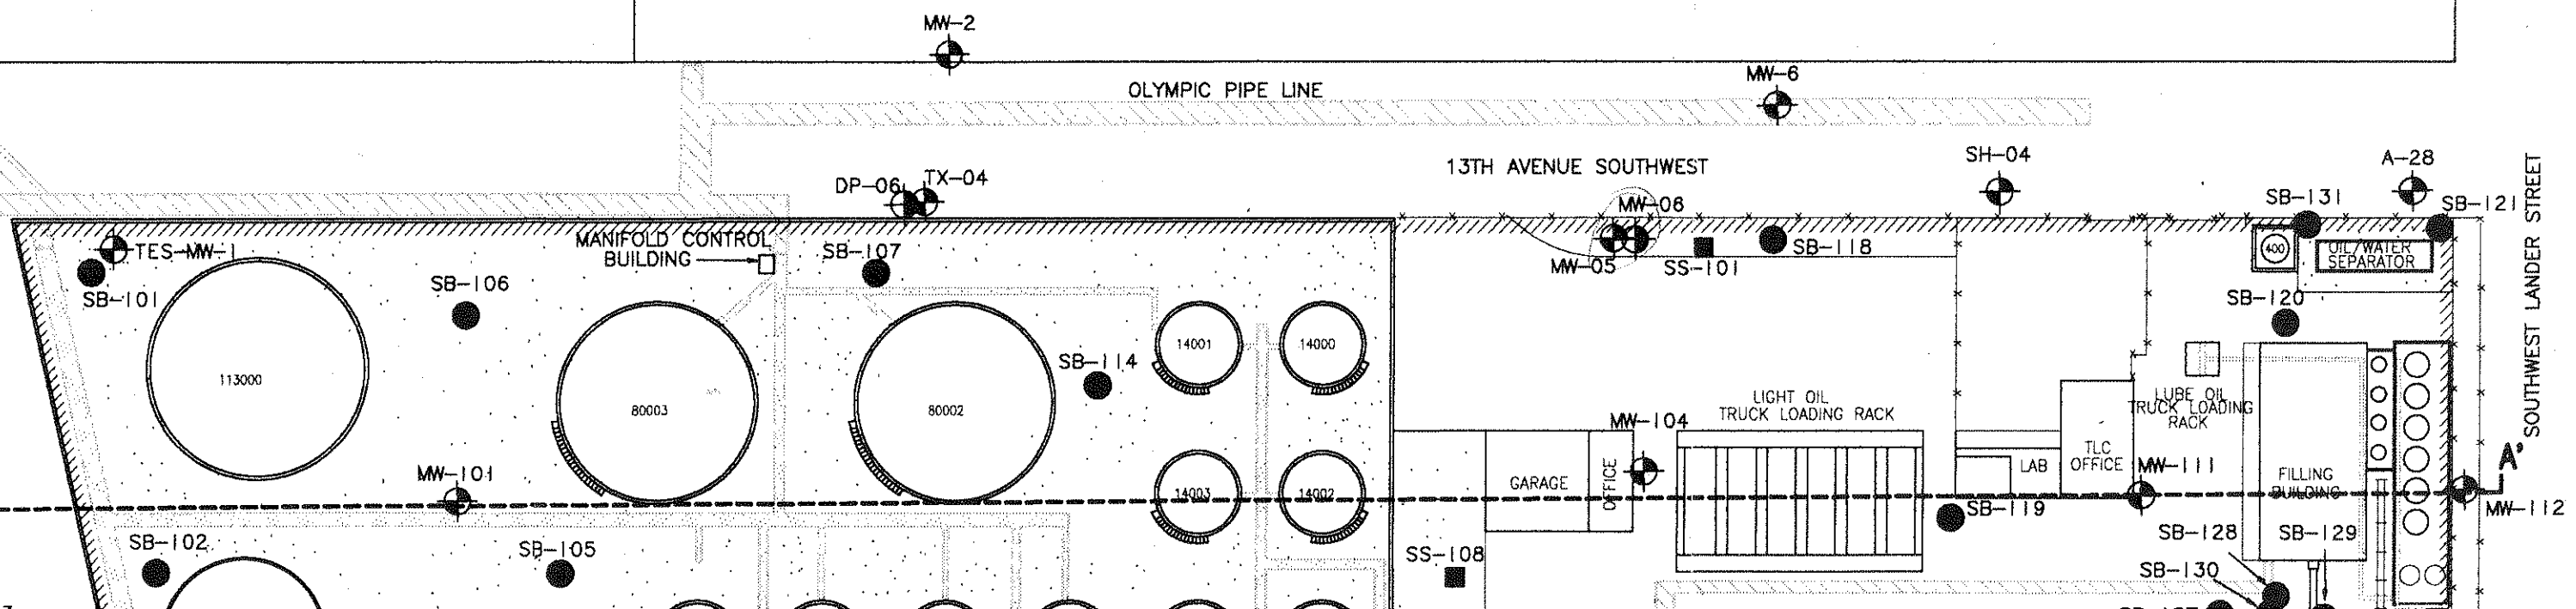 MW-2
MW-6
OLYMPIC PIPE LINE
13TH AVENUE SOUTHWEST
SH-04
A-28
DP-06
TX-04
SB-131
SB-121
SOUTHWEST LANDER STREET
TES-MW-1
MANIFOLD CONTROL
BUILDING
SB-107
MW-06
MW-05
SS-101
SB-118
400
OIL/WATER
SEPARATOR
SB-101
SB-106
SB-120
113000
80003
80002
SB-114
14001
14000
LIGHT OIL
TRUCK LOADING RACK
LUBE OIL
TRUCK LOADING
RACK
MW-104
MW-101
14003
14002
GARAGE
OFFICE
LAB
TLC
OFFICE
MW-111
FILLING
BUILDING
A'
MW-112
SB-119
SB-102
SB-105
SS-108
SB-128
SB-129
SB-130